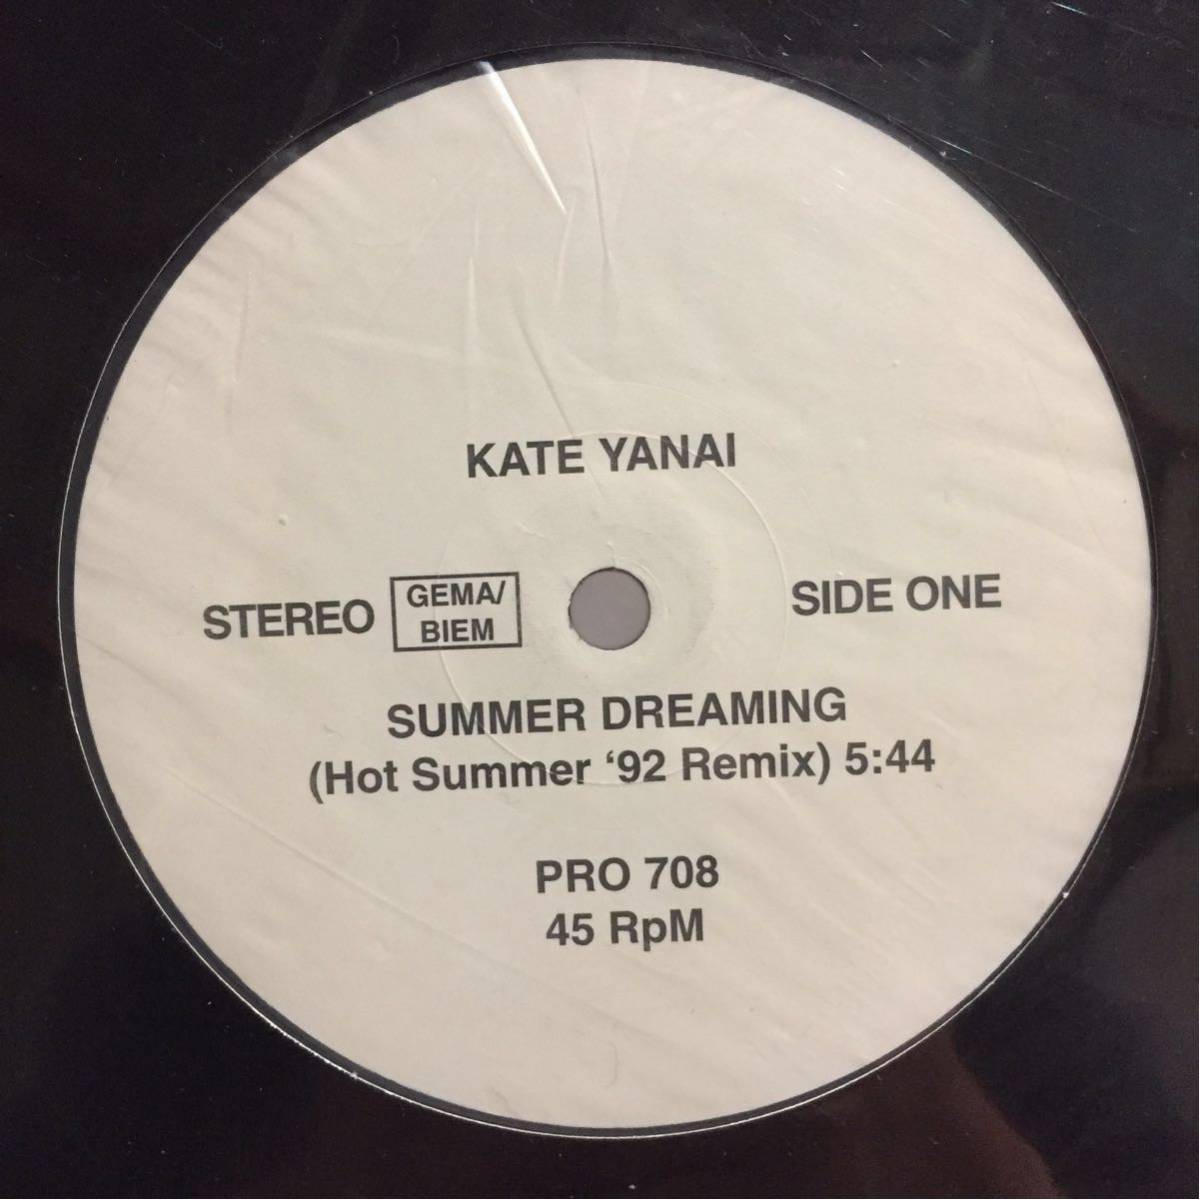 KATE YANAI
STEREO GEMA/ BIEM SIDE ONE
SUMMER DREAMING
(Hot Summer ‘92 Remix) 5:44
PRO 708
45 RpM